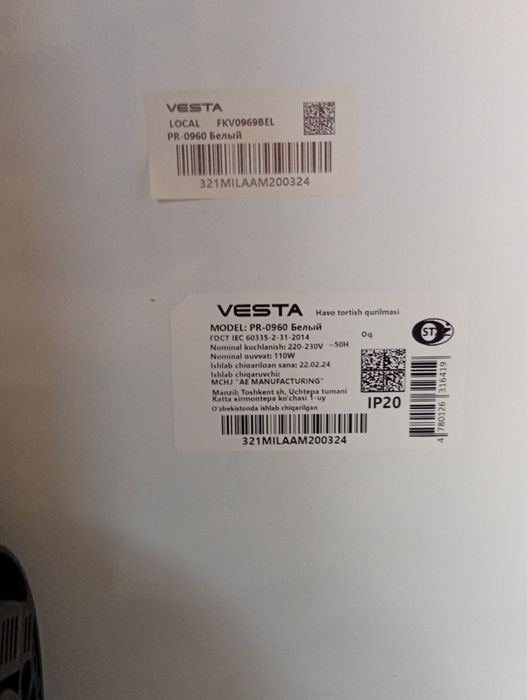 VESTA
LOCAL FKV0969BEL
PR-0960 Белый
321MILAAM200324
VESTA Havo tortish qurilmasi
MODEL: PR-0960 Белый
ГОСТ IEC 60335-2-31-2014 Oq
Nominal kuchlanish: 220-230V ~50H
Nominal quvvat: 110W
Ishlab chiqarilgan sana: 22.02.24
Ishlab chiqaruvchi:
MCHJ "AE MANUFACTURING"
Manzil: Toshkent sh, Uchtepa tumani
Katta xirmontepa ko'chasi 1-uy
O'zbekistonda ishlab chiqarilgan
IP20
321MILAAM200324
4 780126 316419